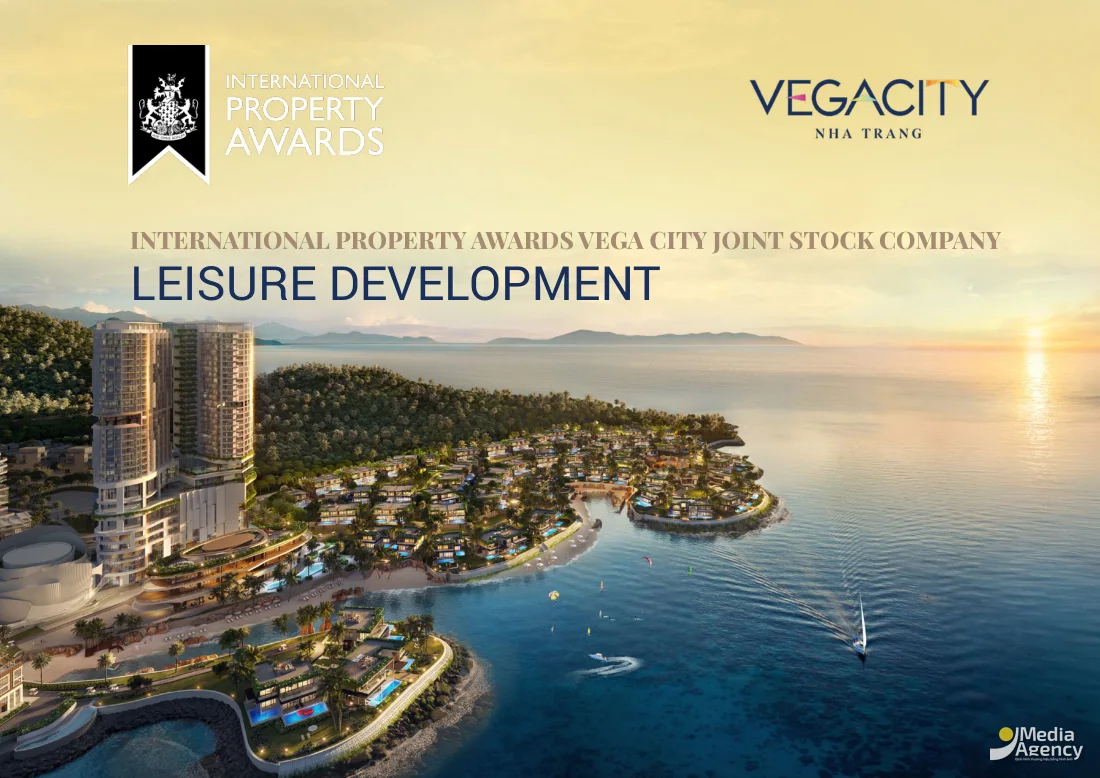 INTERNATIONAL
PROPERTY
AWARDS
VEGACITY
NHA TRANG
INTERNATIONAL PROPERTY AWARDS VEGA CITY JOINT STOCK COMPANY
LEISURE DEVELOPMENT
Media
Agency